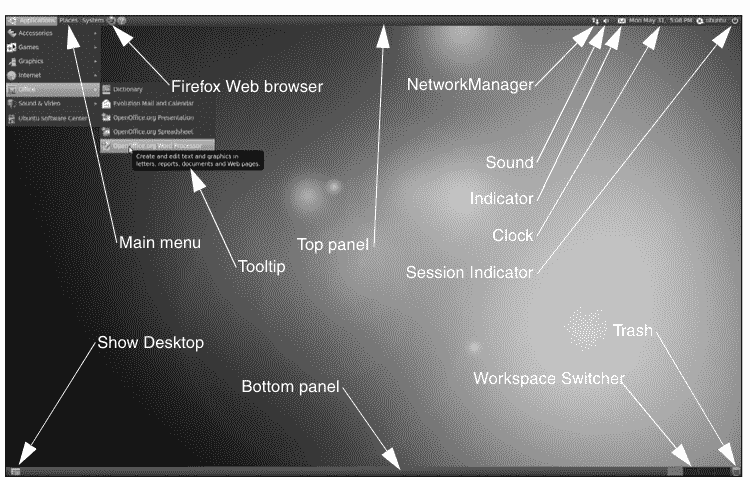 Applications Places System
Mon May 31, 5:08 PM
ubuntu
Accessories
Games
Graphics
Internet
Office
Sound & Video
Ubuntu Software Center
Dictionary
Evolution Mail and Calendar
OpenOffice.org Presentation
OpenOffice.org Spreadsheet
OpenOffice.org Word Processor
Create and edit text and graphics in
letters, reports, documents and Web pages.
Firefox Web browser
NetworkManager
Sound
Indicator
Clock
Session Indicator
Main menu
Tooltip
Top panel
Show Desktop
Trash
Bottom panel
Workspace Switcher